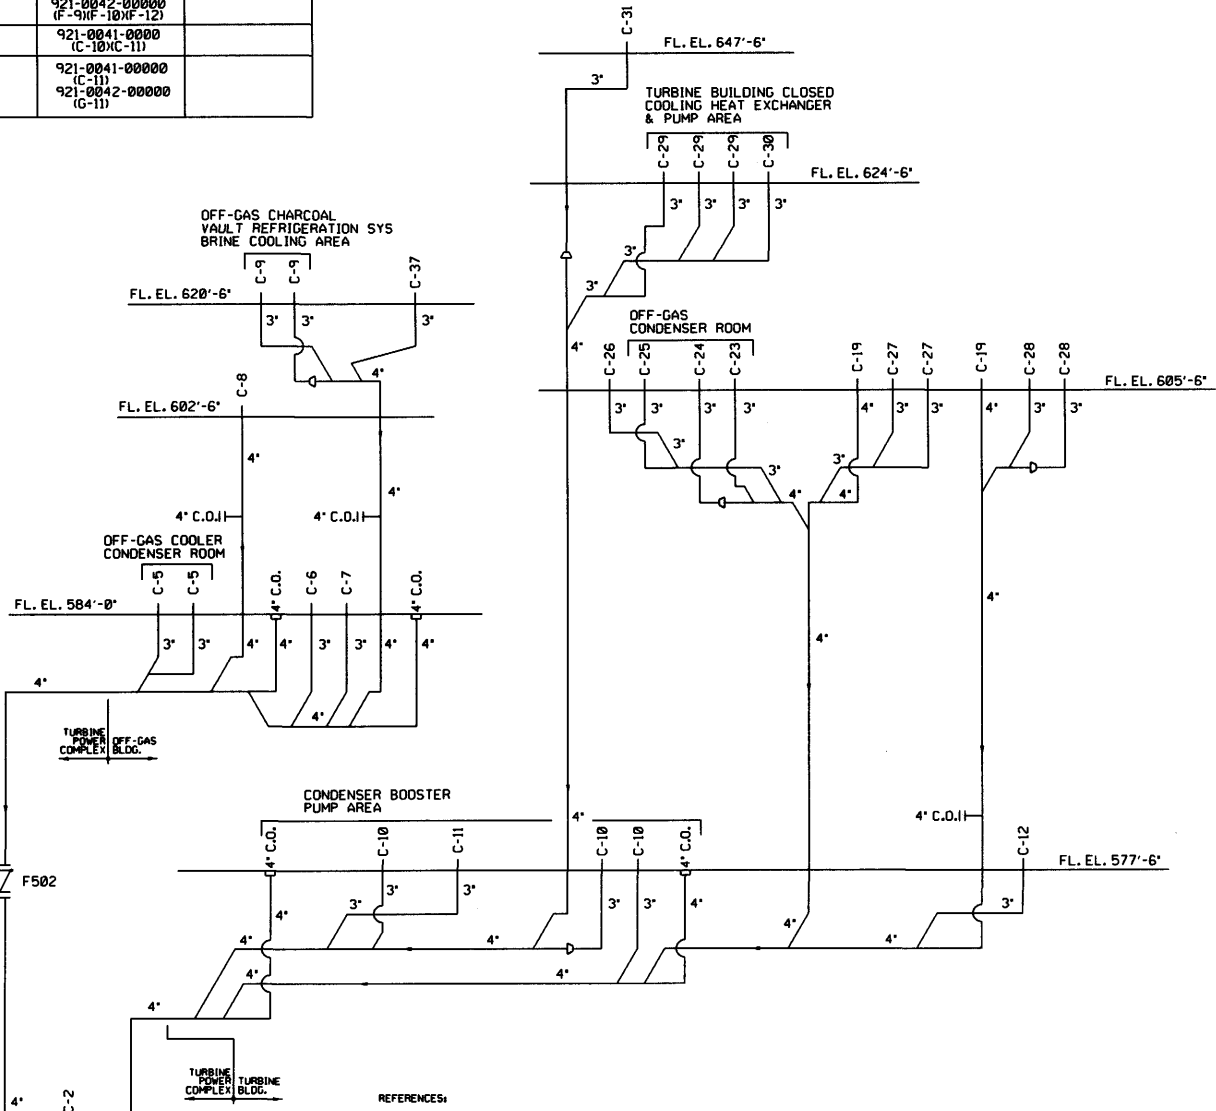 921-0042-00000
(F-9)(F-10)(F-12)
921-0041-0000
(C-10)(C-11)
921-0041-00000
(C-11)
921-0042-00000
(G-11)
C-31
FL. EL. 647'-6"
3"
TURBINE BUILDING CLOSED
COOLING HEAT EXCHANGER
& PUMP AREA
C-29
C-29
C-29
C-30
FL. EL. 624'-6"
3"
3"
3"
3"
3"
3"
4"
OFF-GAS CHARCOAL
VAULT REFRIGERATION SYS
BRINE COOLING AREA
C-9
C-9
C-37
FL. EL. 620'-6"
3"
3"
3"
4"
OFF-GAS
CONDENSER ROOM
C-26
C-25
C-24
C-23
C-19
C-27
C-27
C-19
C-28
C-28
FL. EL. 605'-6"
3"
3"
3"
3"
4"
3"
3"
4"
3"
3"
3"
3"
3"
4"
4"
C-8
FL. EL. 602'-6"
4"
4"
4" C.O.
4" C.O.
OFF-GAS COOLER
CONDENSER ROOM
C-5
C-5
4" C.O.
C-6
C-7
4" C.O.
FL. EL. 584'-0"
3"
3"
4"
4"
3"
3"
4"
4"
4"
4"
4"
4"
TURBINE
POWER
COMPLEX
OFF-GAS
BLDG.
CONDENSER BOOSTER
PUMP AREA
4" C.O.
C-10
C-11
4"
C-10
C-10
4" C.O.
4" C.O.
C-12
FL. EL. 577'-6"
F502
3"
3"
3"
4"
3"
3"
4"
3"
4"
4"
4"
4"
4"
4"
4"
TURBINE
POWER
COMPLEX
TURBINE
BLDG.
REFERENCES:
4"
C-2